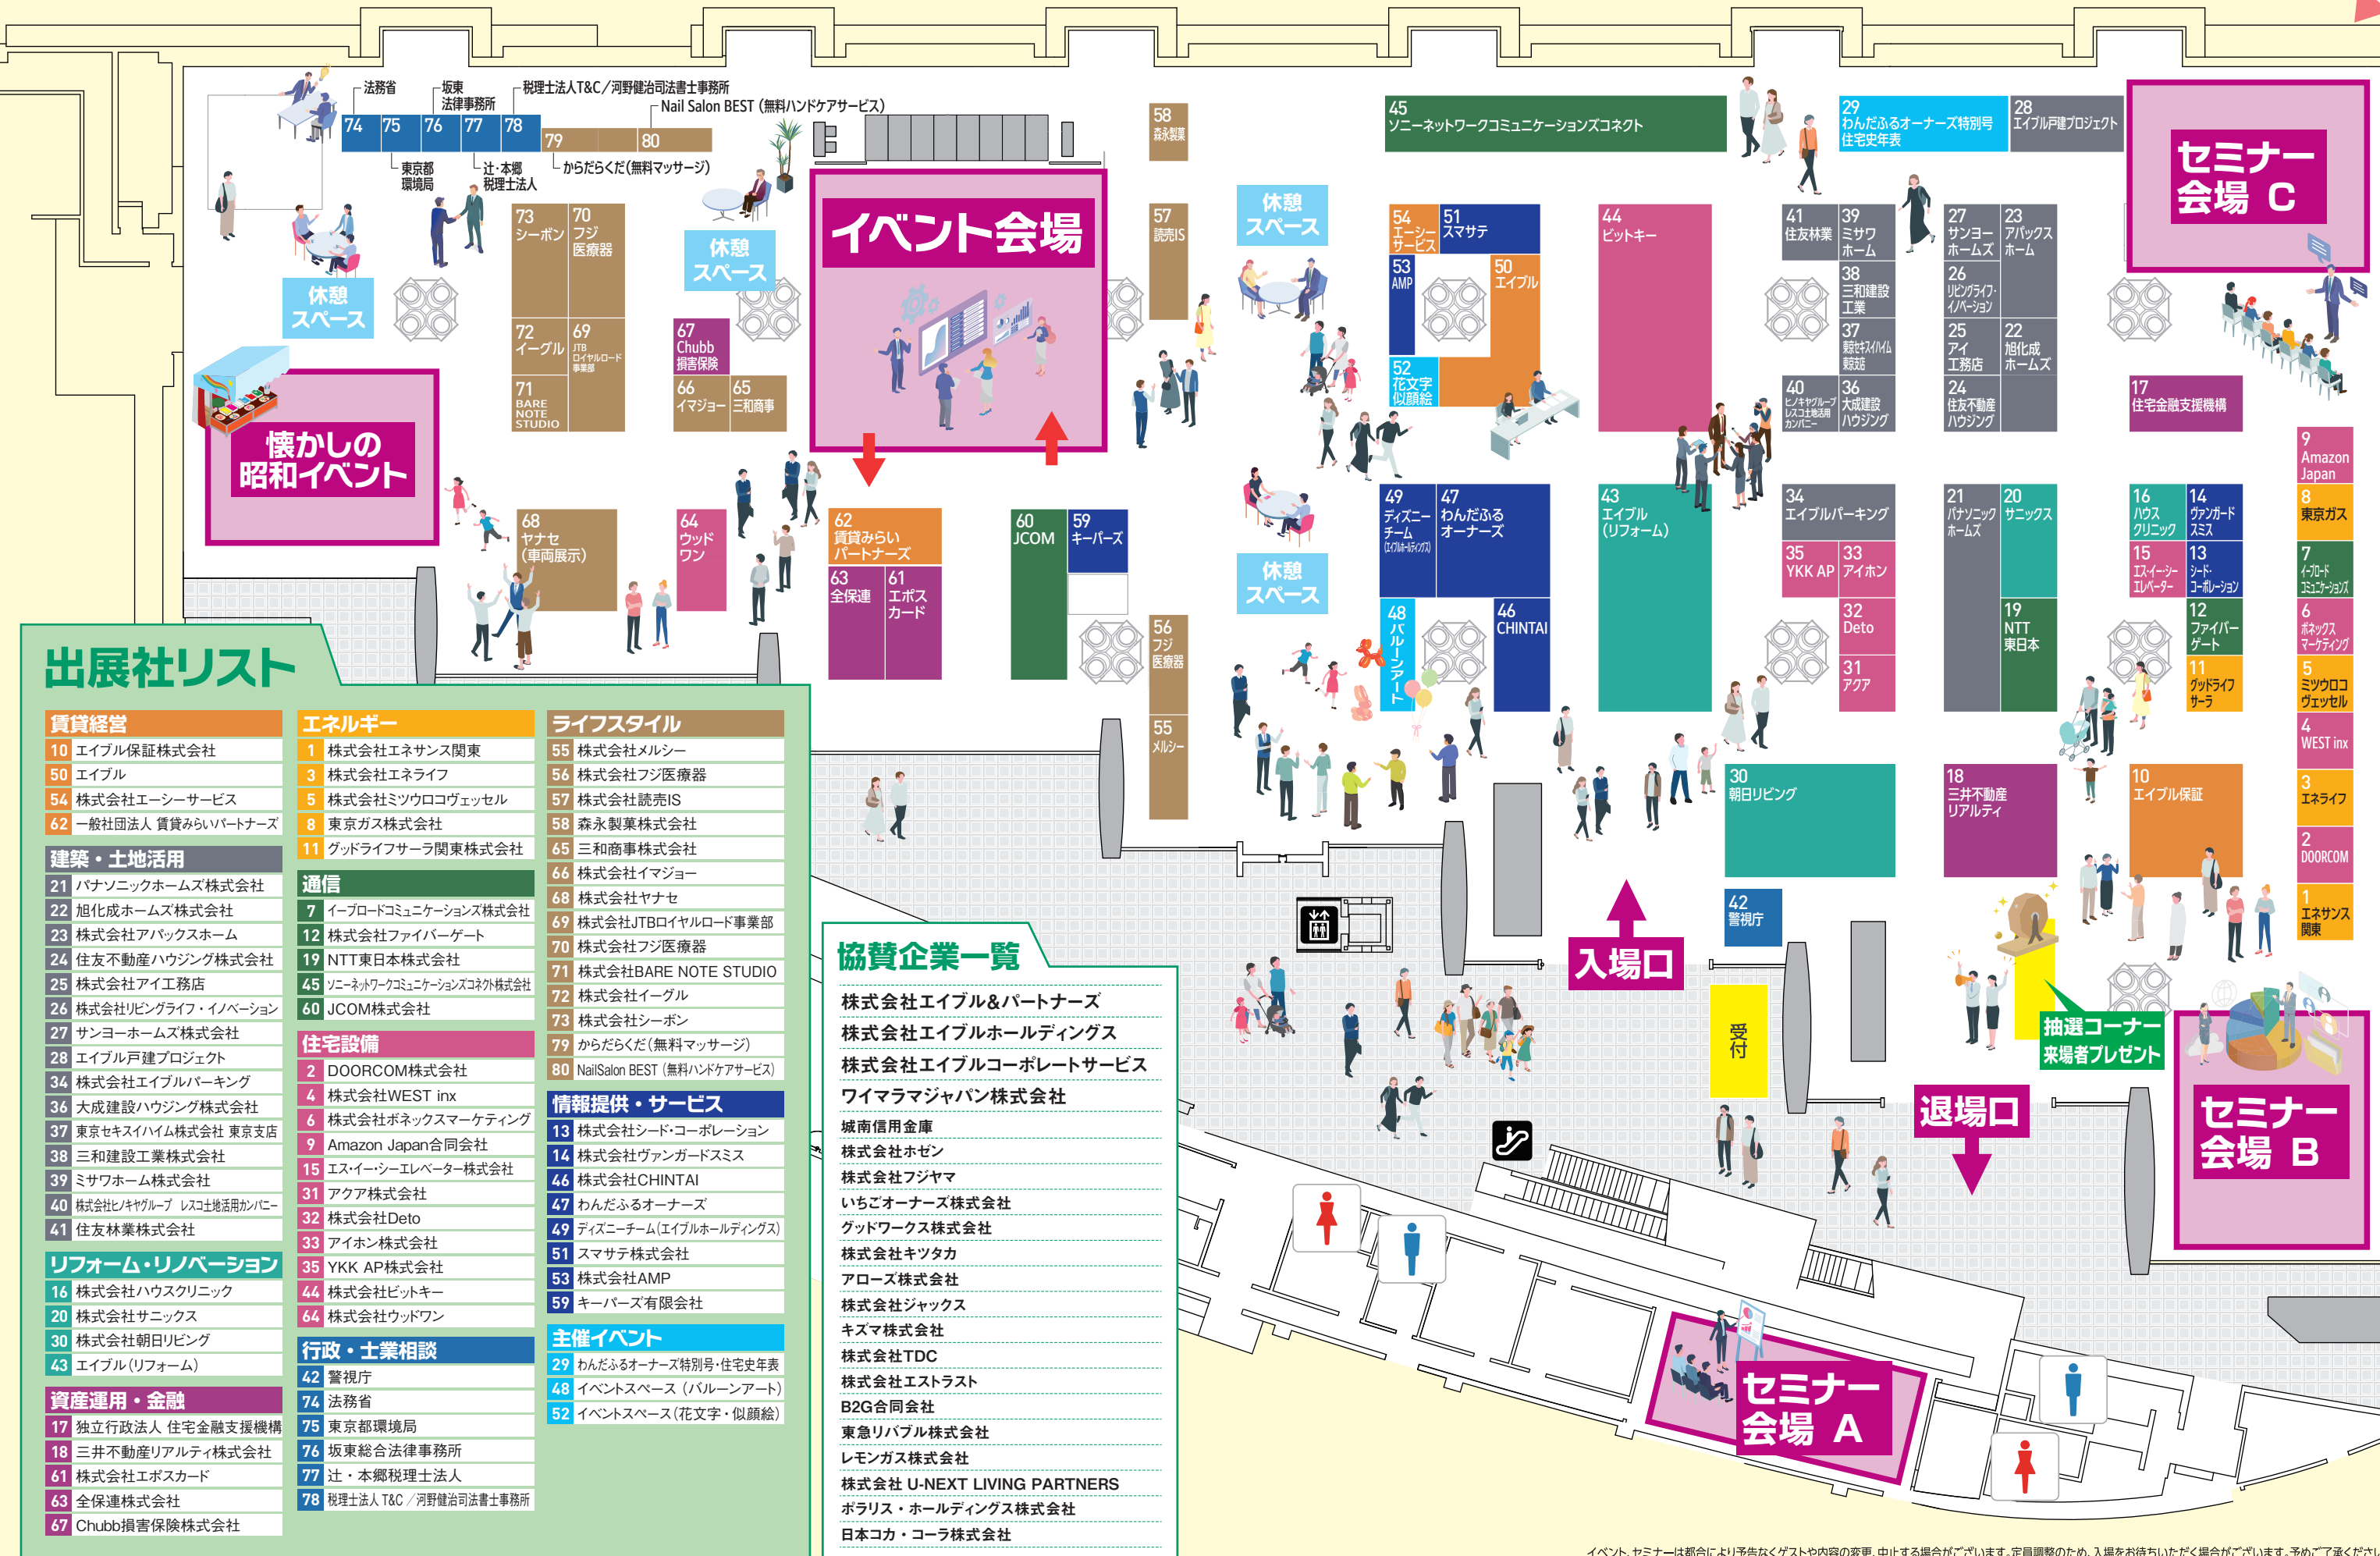 法務省
坂東
法律事務所
税理士法人T&C／河野健治司法書士事務所
Nail Salon BEST（無料ハンドケアサービス）
74
75
76
77
78
79
80
東京都
環境局
辻・本郷
税理士法人
からだらくだ（無料マッサージ）
休憩
スペース
73
シーボン
70
フジ
医療器
72
イーグル
69
JTB
ロイヤルロード
事業部
71
BARE
NOTE
STUDIO
休憩
スペース
67
Chubb
損害保険
66
イマジョー
65
三和商事
イベント会場
懐かしの
昭和イベント
68
ヤナセ
（車両展示）
64
ウッド
ワン
62
賃貸みらい
パートナーズ
63
全保連
61
エポス
カード
60
JCOM
59
キーパーズ
58
森永製菓
57
読売IS
56
フジ
医療器
55
メルシー
休憩
スペース
休憩
スペース
45
ソニーネットワークコミュニケーションズコネクト
54
エーシー
サービス
51
スマサテ
53
AMP
50
エイブル
52
花文字
似顔絵
44
ビットキー
49
ディズニー
チーム
（エイブルホールディングス）
47
わんだふる
オーナーズ
48
バルーンアート
46
CHINTAI
43
エイブル
（リフォーム）
29
わんだふるオーナーズ特別号
住宅史年表
28
エイブル戸建プロジェクト
セミナー
会場 C
41
住友林業
39
ミサワ
ホーム
38
三和建設
工業
37
東京セキスイハイム
東京支店
40
ヒノキヤグループ
レスコ土地活用
カンパニー
36
大成建設
ハウジング
27
サンヨー
ホームズ
23
アパックス
ホーム
26
リビングライフ・
イノベーション
25
アイ
工務店
22
旭化成
ホームズ
24
住友不動産
ハウジング
17
住宅金融支援機構
34
エイブルパーキング
35
YKK AP
33
アイホン
32
Deto
31
アクア
21
パナソニック
ホームズ
20
サニックス
19
NTT
東日本
16
ハウス
クリニック
14
ヴァンガード
スミス
15
エス・イー・シー
エレベーター
13
シード・
コーポレーション
12
ファイバー
ゲート
11
グッドライフ
サーラ
9
Amazon
Japan
8
東京ガス
7
イーブロード
コミュニケーションズ
6
ボネックス
マーケティング
5
ミツウロコ
ヴェッセル
4
WEST inx
3
エネライフ
2
DOORCOM
1
エネサンス
関東
30
朝日リビング
18
三井不動産
リアルティ
10
エイブル保証
42
警視庁
入場口
受付
抽選コーナー
来場者プレゼント
退場口
セミナー
会場 B
セミナー
会場 A
出展社リスト
賃貸経営
10 エイブル保証株式会社
50 エイブル
54 株式会社エーシーサービス
62 一般社団法人 賃貸みらいパートナーズ
建築・土地活用
21 パナソニックホームズ株式会社
22 旭化成ホームズ株式会社
23 株式会社アパックスホーム
24 住友不動産ハウジング株式会社
25 株式会社アイ工務店
26 株式会社リビングライフ・イノベーション
27 サンヨーホームズ株式会社
28 エイブル戸建プロジェクト
34 株式会社エイブルパーキング
36 大成建設ハウジング株式会社
37 東京セキスイハイム株式会社 東京支店
38 三和建設工業株式会社
39 ミサワホーム株式会社
40 株式会社ヒノキヤグループ　レスコ土地活用カンパニー
41 住友林業株式会社
リフォーム・リノベーション
16 株式会社ハウスクリニック
20 株式会社サニックス
30 株式会社朝日リビング
43 エイブル（リフォーム）
資産運用・金融
17 独立行政法人 住宅金融支援機構
18 三井不動産リアルティ株式会社
61 株式会社エポスカード
63 全保連株式会社
67 Chubb損害保険株式会社
エネルギー
1 株式会社エネサンス関東
3 株式会社エネライフ
5 株式会社ミツウロコヴェッセル
8 東京ガス株式会社
11 グッドライフサーラ関東株式会社
通信
7 イーブロードコミュニケーションズ株式会社
12 株式会社ファイバーゲート
19 NTT東日本株式会社
45 ソニーネットワークコミュニケーションズコネクト株式会社
60 JCOM株式会社
住宅設備
2 DOORCOM株式会社
4 株式会社WEST inx
6 株式会社ボネックスマーケティング
9 Amazon Japan合同会社
15 エス・イー・シーエレベーター株式会社
31 アクア株式会社
32 株式会社Deto
33 アイホン株式会社
35 YKK AP株式会社
44 株式会社ビットキー
64 株式会社ウッドワン
行政・士業相談
42 警視庁
74 法務省
75 東京都環境局
76 坂東総合法律事務所
77 辻・本郷税理士法人
78 税理士法人 T&C ／河野健治司法書士事務所
ライフスタイル
55 株式会社メルシー
56 株式会社フジ医療器
57 株式会社読売IS
58 森永製菓株式会社
65 三和商事株式会社
66 株式会社イマジョー
68 株式会社ヤナセ
69 株式会社JTBロイヤルロード事業部
70 株式会社フジ医療器
71 株式会社BARE NOTE STUDIO
72 株式会社イーグル
73 株式会社シーボン
79 からだらくだ（無料マッサージ）
80 NailSalon BEST （無料ハンドケアサービス）
情報提供・サービス
13 株式会社シード・コーポレーション
14 株式会社ヴァンガードスミス
46 株式会社CHINTAI
47 わんだふるオーナーズ
49 ディズニーチーム（エイブルホールディングス）
51 スマサテ株式会社
53 株式会社AMP
59 キーパーズ有限会社
主催イベント
29 わんだふるオーナーズ特別号・住宅史年表
48 イベントスペース （バルーンアート）
52 イベントスペース（花文字・似顔絵）
協賛企業一覧
株式会社エイブル&パートナーズ
株式会社エイブルホールディングス
株式会社エイブルコーポレートサービス
ワイマラマジャパン株式会社
城南信用金庫
株式会社ホゼン
株式会社フジヤマ
いちごオーナーズ株式会社
グッドワークス株式会社
株式会社キツタカ
アローズ株式会社
株式会社ジャックス
キズマ株式会社
株式会社TDC
株式会社エストラスト
B2G合同会社
東急リバブル株式会社
レモンガス株式会社
株式会社 U-NEXT LIVING PARTNERS
ポラリス・ホールディングス株式会社
日本コカ・コーラ株式会社
イベント、セミナーは都合により予告なくゲストや内容の変更、中止する場合がございます。定員調整のため、入場をお待ちいただく場合がございます。予めご了承ください